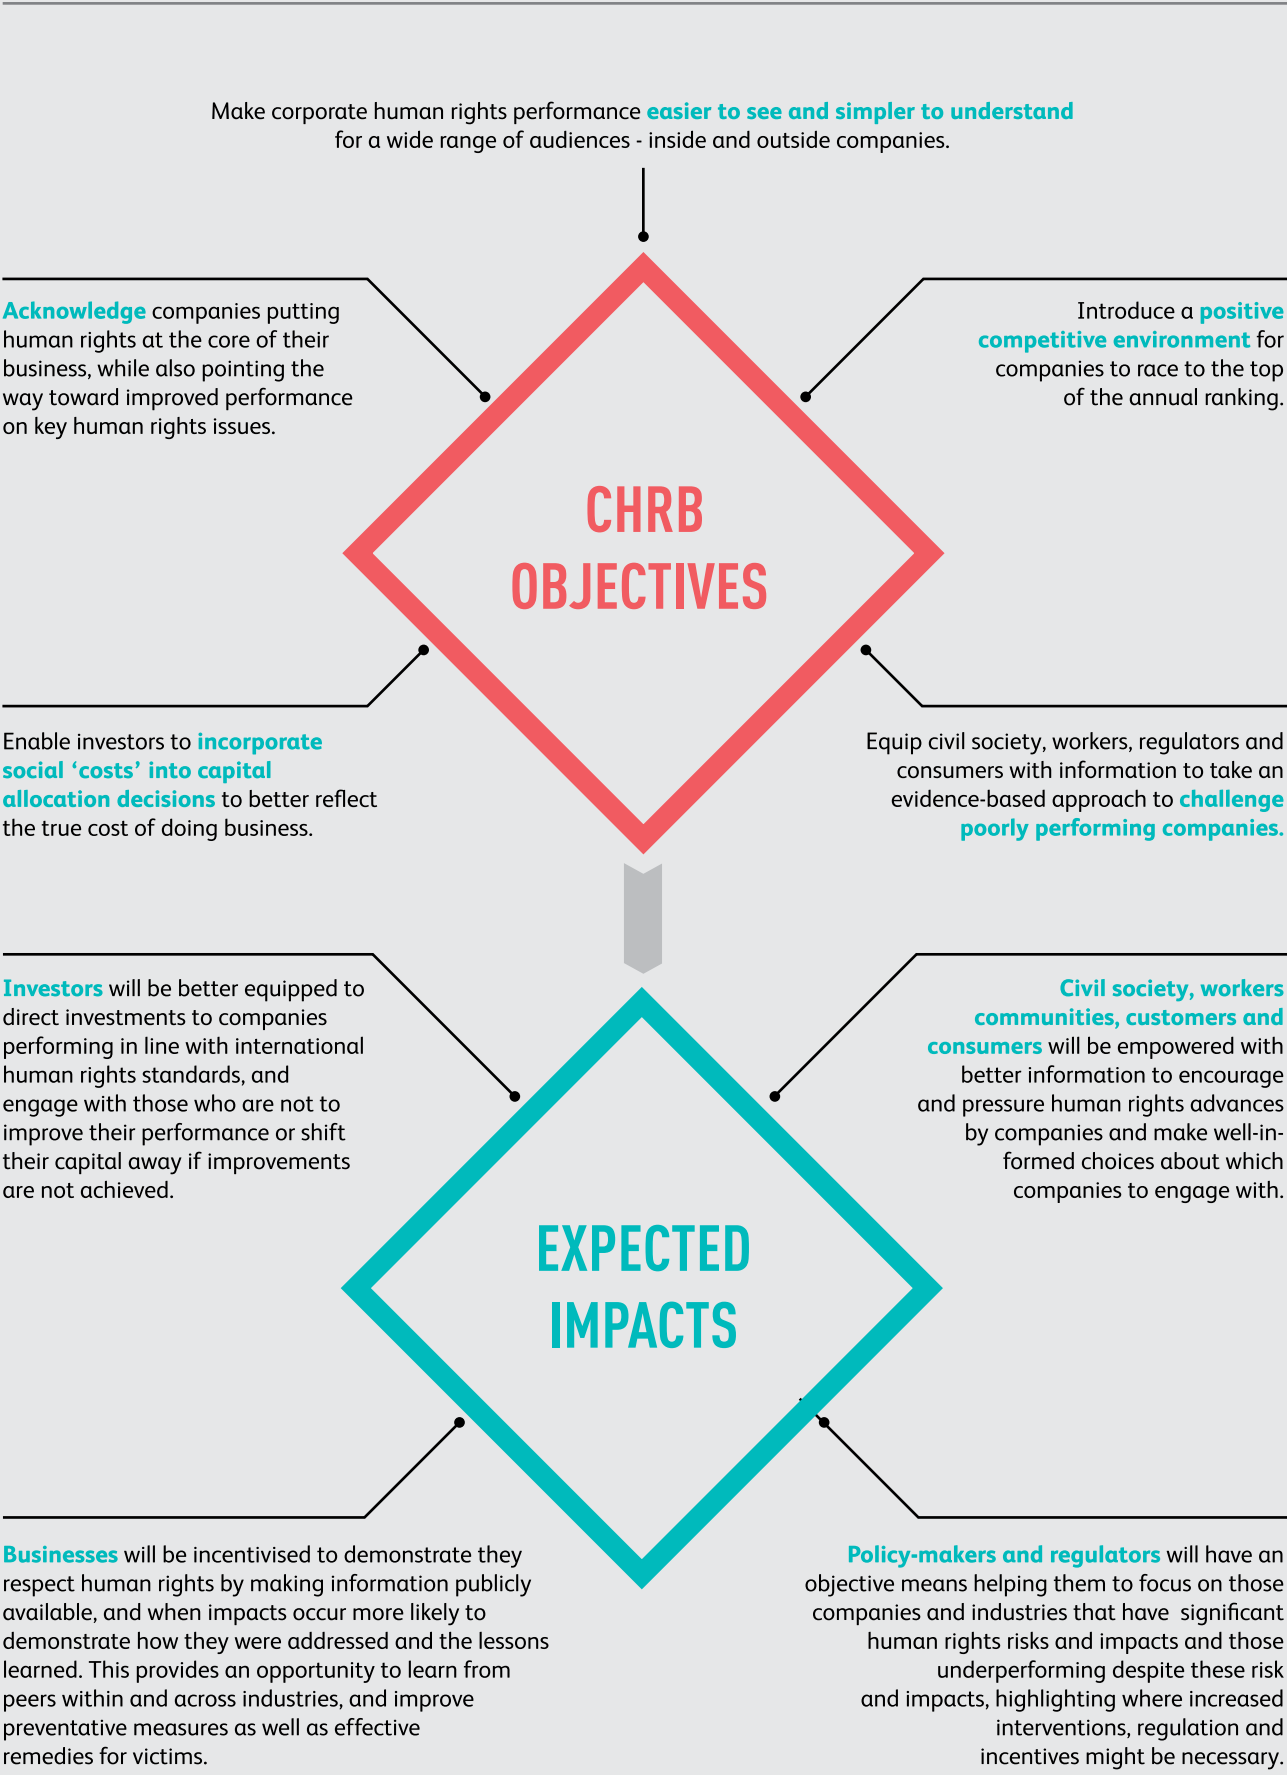 Make corporate human rights performance easier to see and simpler to understand
for a wide range of audiences - inside and outside companies.
Acknowledge companies putting
human rights at the core of their
business, while also pointing the
way toward improved performance
on key human rights issues.
Introduce a positive
competitive environment for
companies to race to the top
of the annual ranking.
CHRB
OBJECTIVES
Enable investors to incorporate
social ‘costs’ into capital
allocation decisions to better reflect
the true cost of doing business.
Equip civil society, workers, regulators and
consumers with information to take an
evidence-based approach to challenge
poorly performing companies.
Investors will be better equipped to
direct investments to companies
performing in line with international
human rights standards, and
engage with those who are not to
improve their performance or shift
their capital away if improvements
are not achieved.
Civil society, workers
communities, customers and
consumers will be empowered with
better information to encourage
and pressure human rights advances
by companies and make well-in-
formed choices about which
companies to engage with.
EXPECTED
IMPACTS
Businesses will be incentivised to demonstrate they
respect human rights by making information publicly
available, and when impacts occur more likely to
demonstrate how they were addressed and the lessons
learned. This provides an opportunity to learn from
peers within and across industries, and improve
preventative measures as well as effective
remedies for victims.
Policy-makers and regulators will have an
objective means helping them to focus on those
companies and industries that have  significant
human rights risks and impacts and those
underperforming despite these risk
and impacts, highlighting where increased
interventions, regulation and
incentives might be necessary.